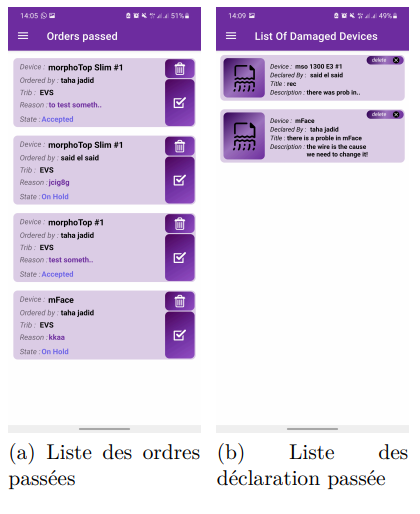 14:05 51%
Orders passed
Device : morphoTop Slim #1
Ordered by : taha jadid
Trib : EVS
Reason : to test someth..
State : Accepted
Device : morphoTop Slim #1
Ordered by : said el said
Trib : EVS
Reason : jcig8g
State : On Hold
Device : morphoTop #1
Ordered by : taha jadid
Trib : EVS
Reason : test someth..
State : Accepted
Device : mFace
Ordered by : taha jadid
Trib : EVS
Reason : kkaa
State : On Hold
(a) Liste des ordres
passées
14:09 49%
List Of Damaged Devices
delete
Device : mso 1300 E3 #1
Declared By : said el said
Title : rec
Description : there was prob in..
delete
Device : mFace
Declared By : taha jadid
Title : there is a proble in mFace
Description : the wire is the cause
we need to change it!
(b) Liste des
déclaration passée